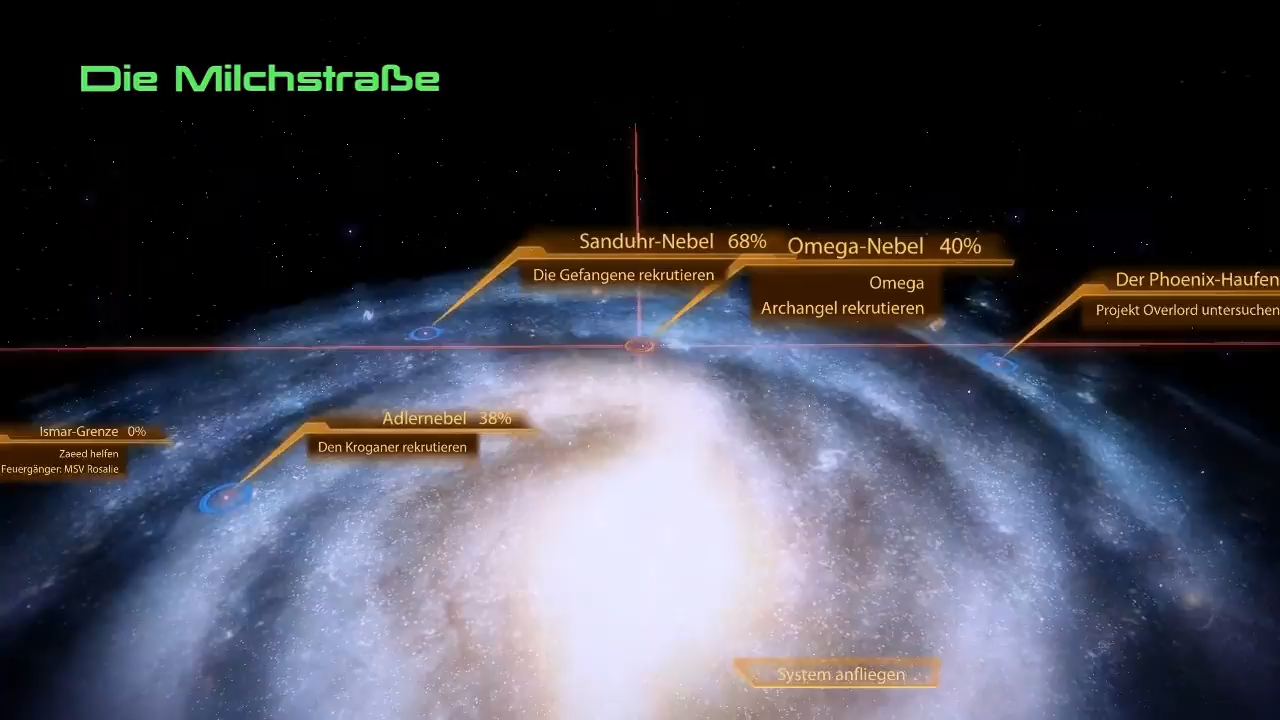 Die Milchstraße
Sanduhr-Nebel 68%
Die Gefangene rekrutieren
Omega-Nebel 40%
Omega
Archangel rekrutieren
Der Phoenix-Haufen
Projekt Overlord untersuchen
Adlernebel 38%
Den Kroganer rekrutieren
Ismar-Grenze 0%
Zaeed helfen
Feuergänger: MSV Rosalie
System anfliegen